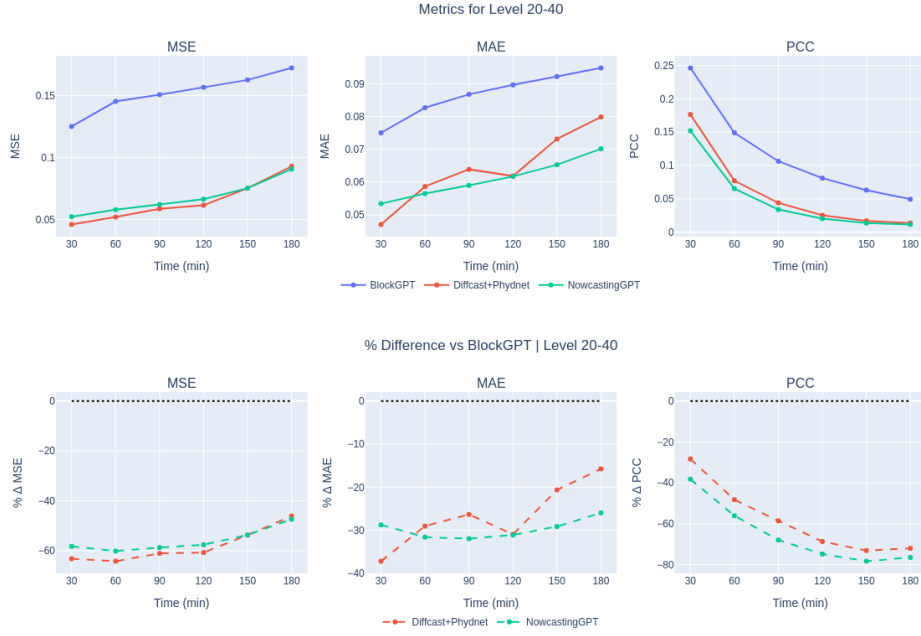 Metrics for Level 20-40
MSE
MAE
PCC
MSE
0.15
0.1
0.05
30 60 90 120 150 180
Time (min)
MAE
0.09
0.08
0.07
0.06
0.05
30 60 90 120 150 180
Time (min)
PCC
0.25
0.2
0.15
0.1
0.05
0
30 60 90 120 150 180
Time (min)
BlockGPT Diffcast+Phydnet NowcastingGPT
% Difference vs BlockGPT | Level 20-40
MSE
MAE
PCC
% Δ MSE
0
−20
−40
−60
30 60 90 120 150 180
Time (min)
% Δ MAE
0
−10
−20
−30
−40
30 60 90 120 150 180
Time (min)
% Δ PCC
0
−20
−40
−60
−80
30 60 90 120 150 180
Time (min)
Diffcast+Phydnet NowcastingGPT